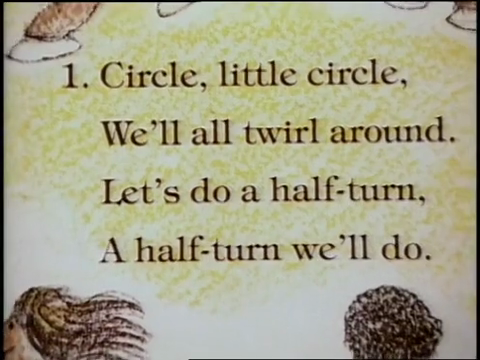 1. Circle, little circle,
We'll all twirl around.
Let's do a half-turn,
A half-turn we'll do.